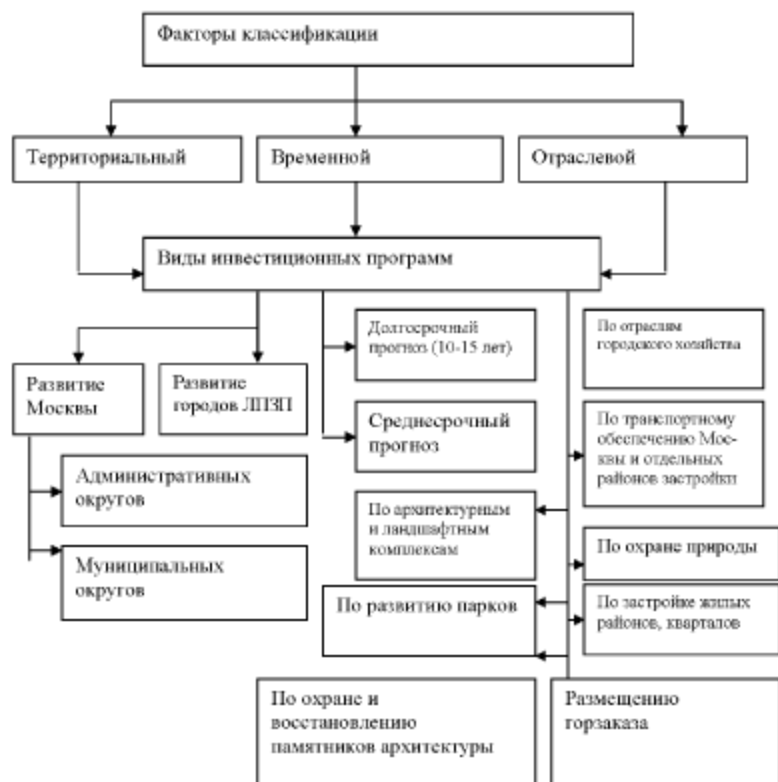 Факторы классификации
Территориальный
Временной
Отраслевой
Виды инвестиционных программ
Развитие
Москвы
Развитие
городов ЛПЗП
Долгосрочный
прогноз (10-15 лет)
По отраслям
городского хозяйства
Среднесрочный
прогноз
По транспортному
обеспечению Мос-
квы и отдельных
районов застройки
Административных
округов
По архитектурным
и ландшафтным
комплексам
Муниципальных
округов
По охране природы
По развитию парков
По застройке жилых
районов, кварталов
По охране и
восстановлению
памятников архитектуры
Размещению
горзаказа